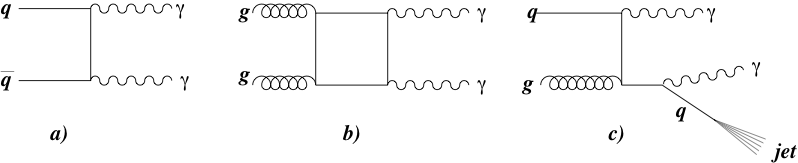 q γ g γ q γ
q̅ γ g γ g γ
q
a) b) c)
jet